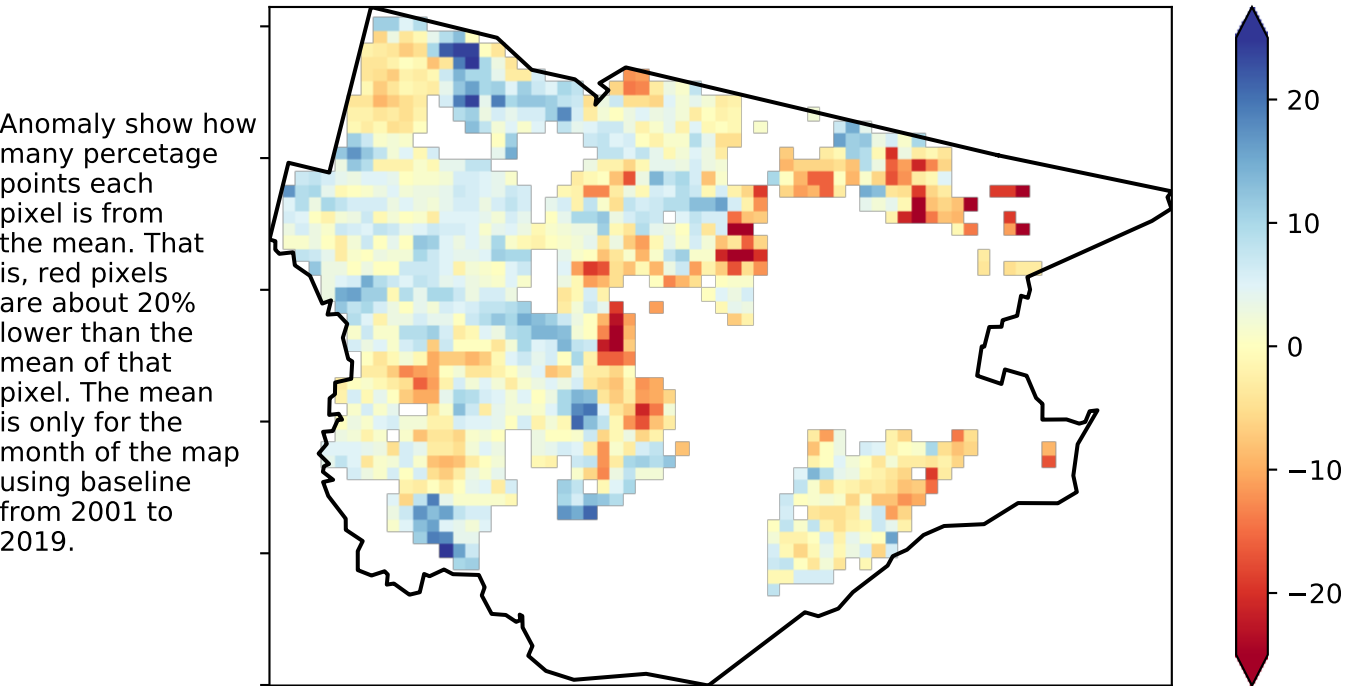 Anomaly show how
many percetage
points each
pixel is from
the mean. That
is, red pixels
are about 20%
lower than the
mean of that
pixel. The mean
is only for the
month of the map
using baseline
from 2001 to
2019.
20
10
0
−10
−20